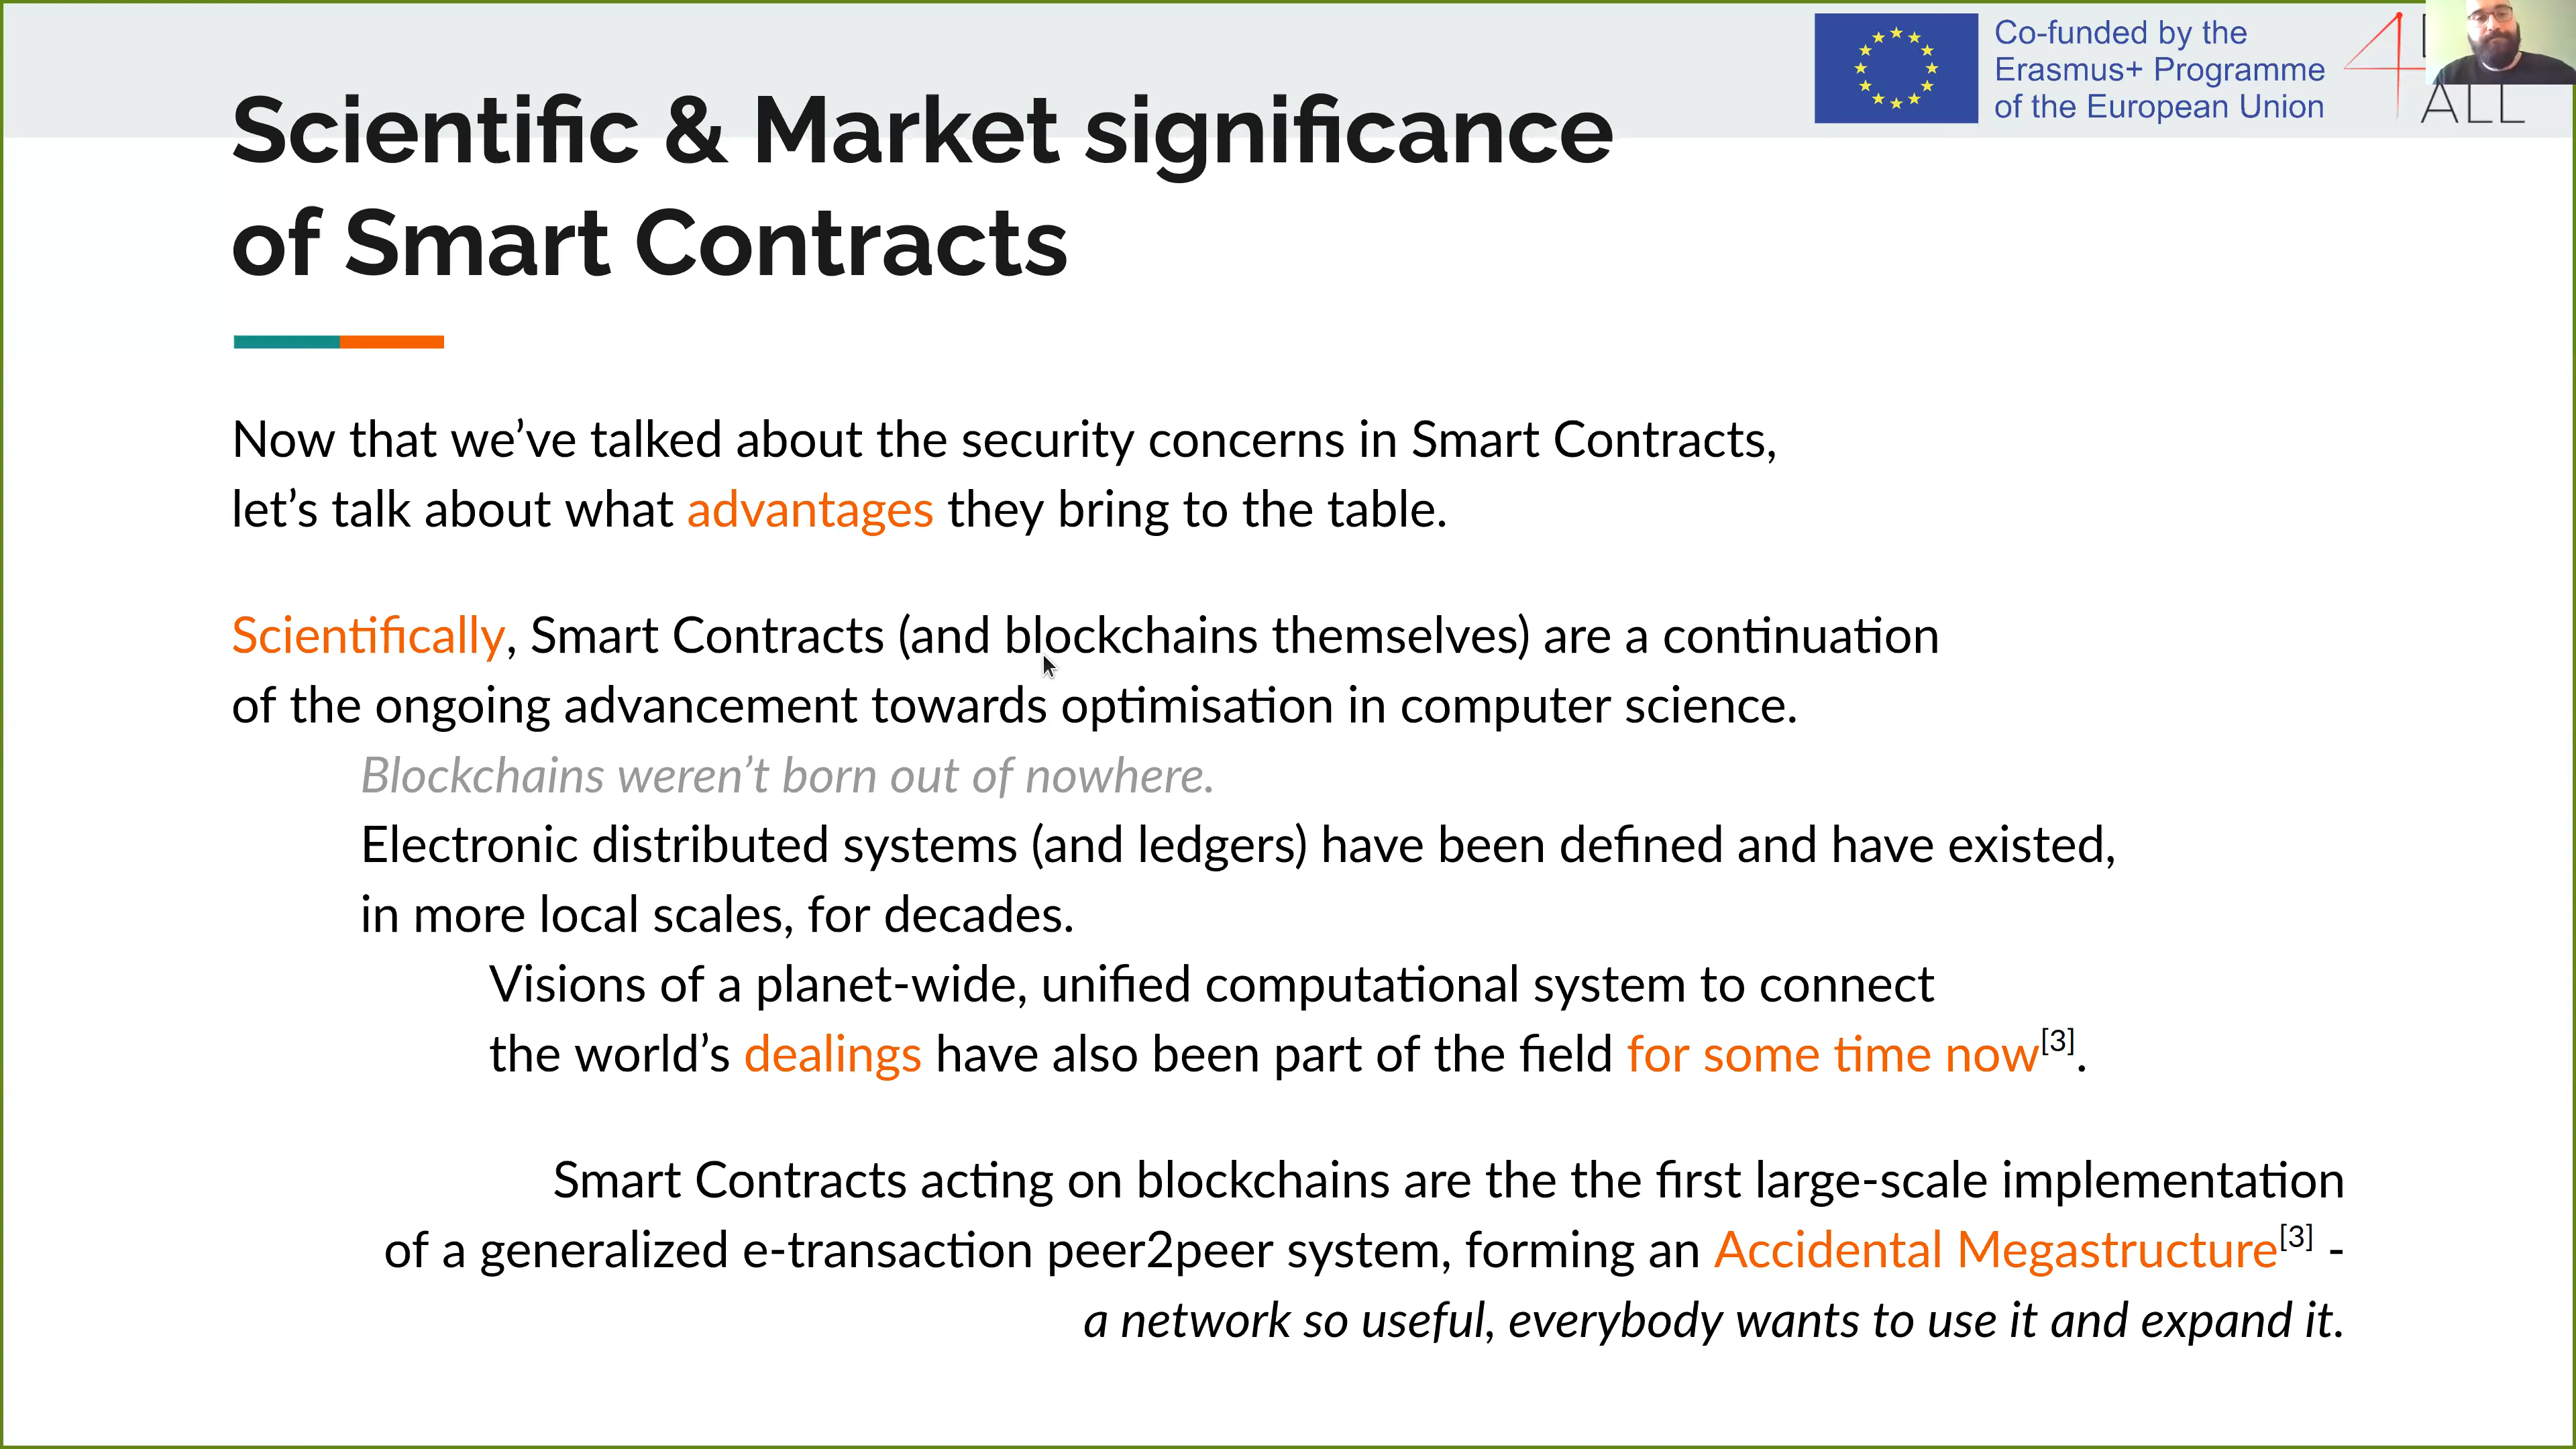 Co-funded by the
Erasmus+ Programme
of the European Union
4
ALL
Scientific & Market significance
of Smart Contracts
Now that we’ve talked about the security concerns in Smart Contracts,
let’s talk about what advantages they bring to the table.
Scientifically, Smart Contracts (and blockchains themselves) are a continuation
of the ongoing advancement towards optimisation in computer science.
Blockchains weren’t born out of nowhere.
Electronic distributed systems (and ledgers) have been defined and have existed,
in more local scales, for decades.
Visions of a planet-wide, unified computational system to connect
the world’s dealings have also been part of the field for some time now[3].
Smart Contracts acting on blockchains are the the first large-scale implementation
of a generalized e-transaction peer2peer system, forming an Accidental Megastructure[3] -
a network so useful, everybody wants to use it and expand it.